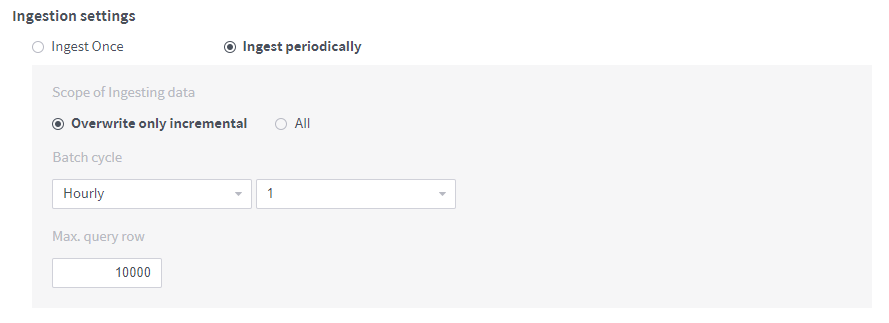 Ingestion settings
Ingest Once Ingest periodically
Scope of Ingesting data
Overwrite only incremental All
Batch cycle
Hourly 1
Max. query row
10000